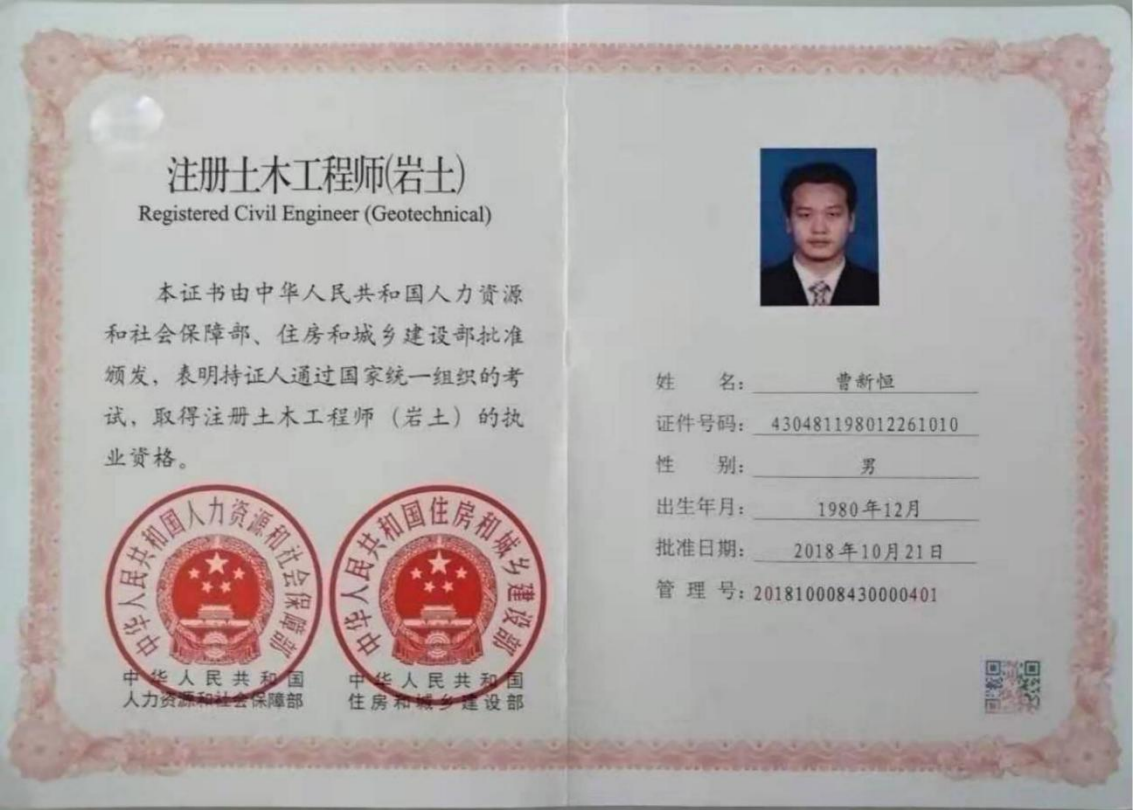 注册土木工程师(岩土)
Registered Civil Engineer (Geotechnical)
本证书由中华人民共和国人力资源
和社会保障部、住房和城乡建设部批准
颁发，表明持证人通过国家统一组织的考
试，取得注册土木工程师（岩土）的执
业资格。
中华人民共和国人力资源和社会保障部
中华人民共和国住房和城乡建设部
中华人民共和国
人力资源和社会保障部
中华人民共和国
住房和城乡建设部
姓 名：曹新恒
证件号码：430481198012261010
性 别：男
出生年月：1980年12月
批准日期：2018年10月21日
管 理 号：201810008430000401